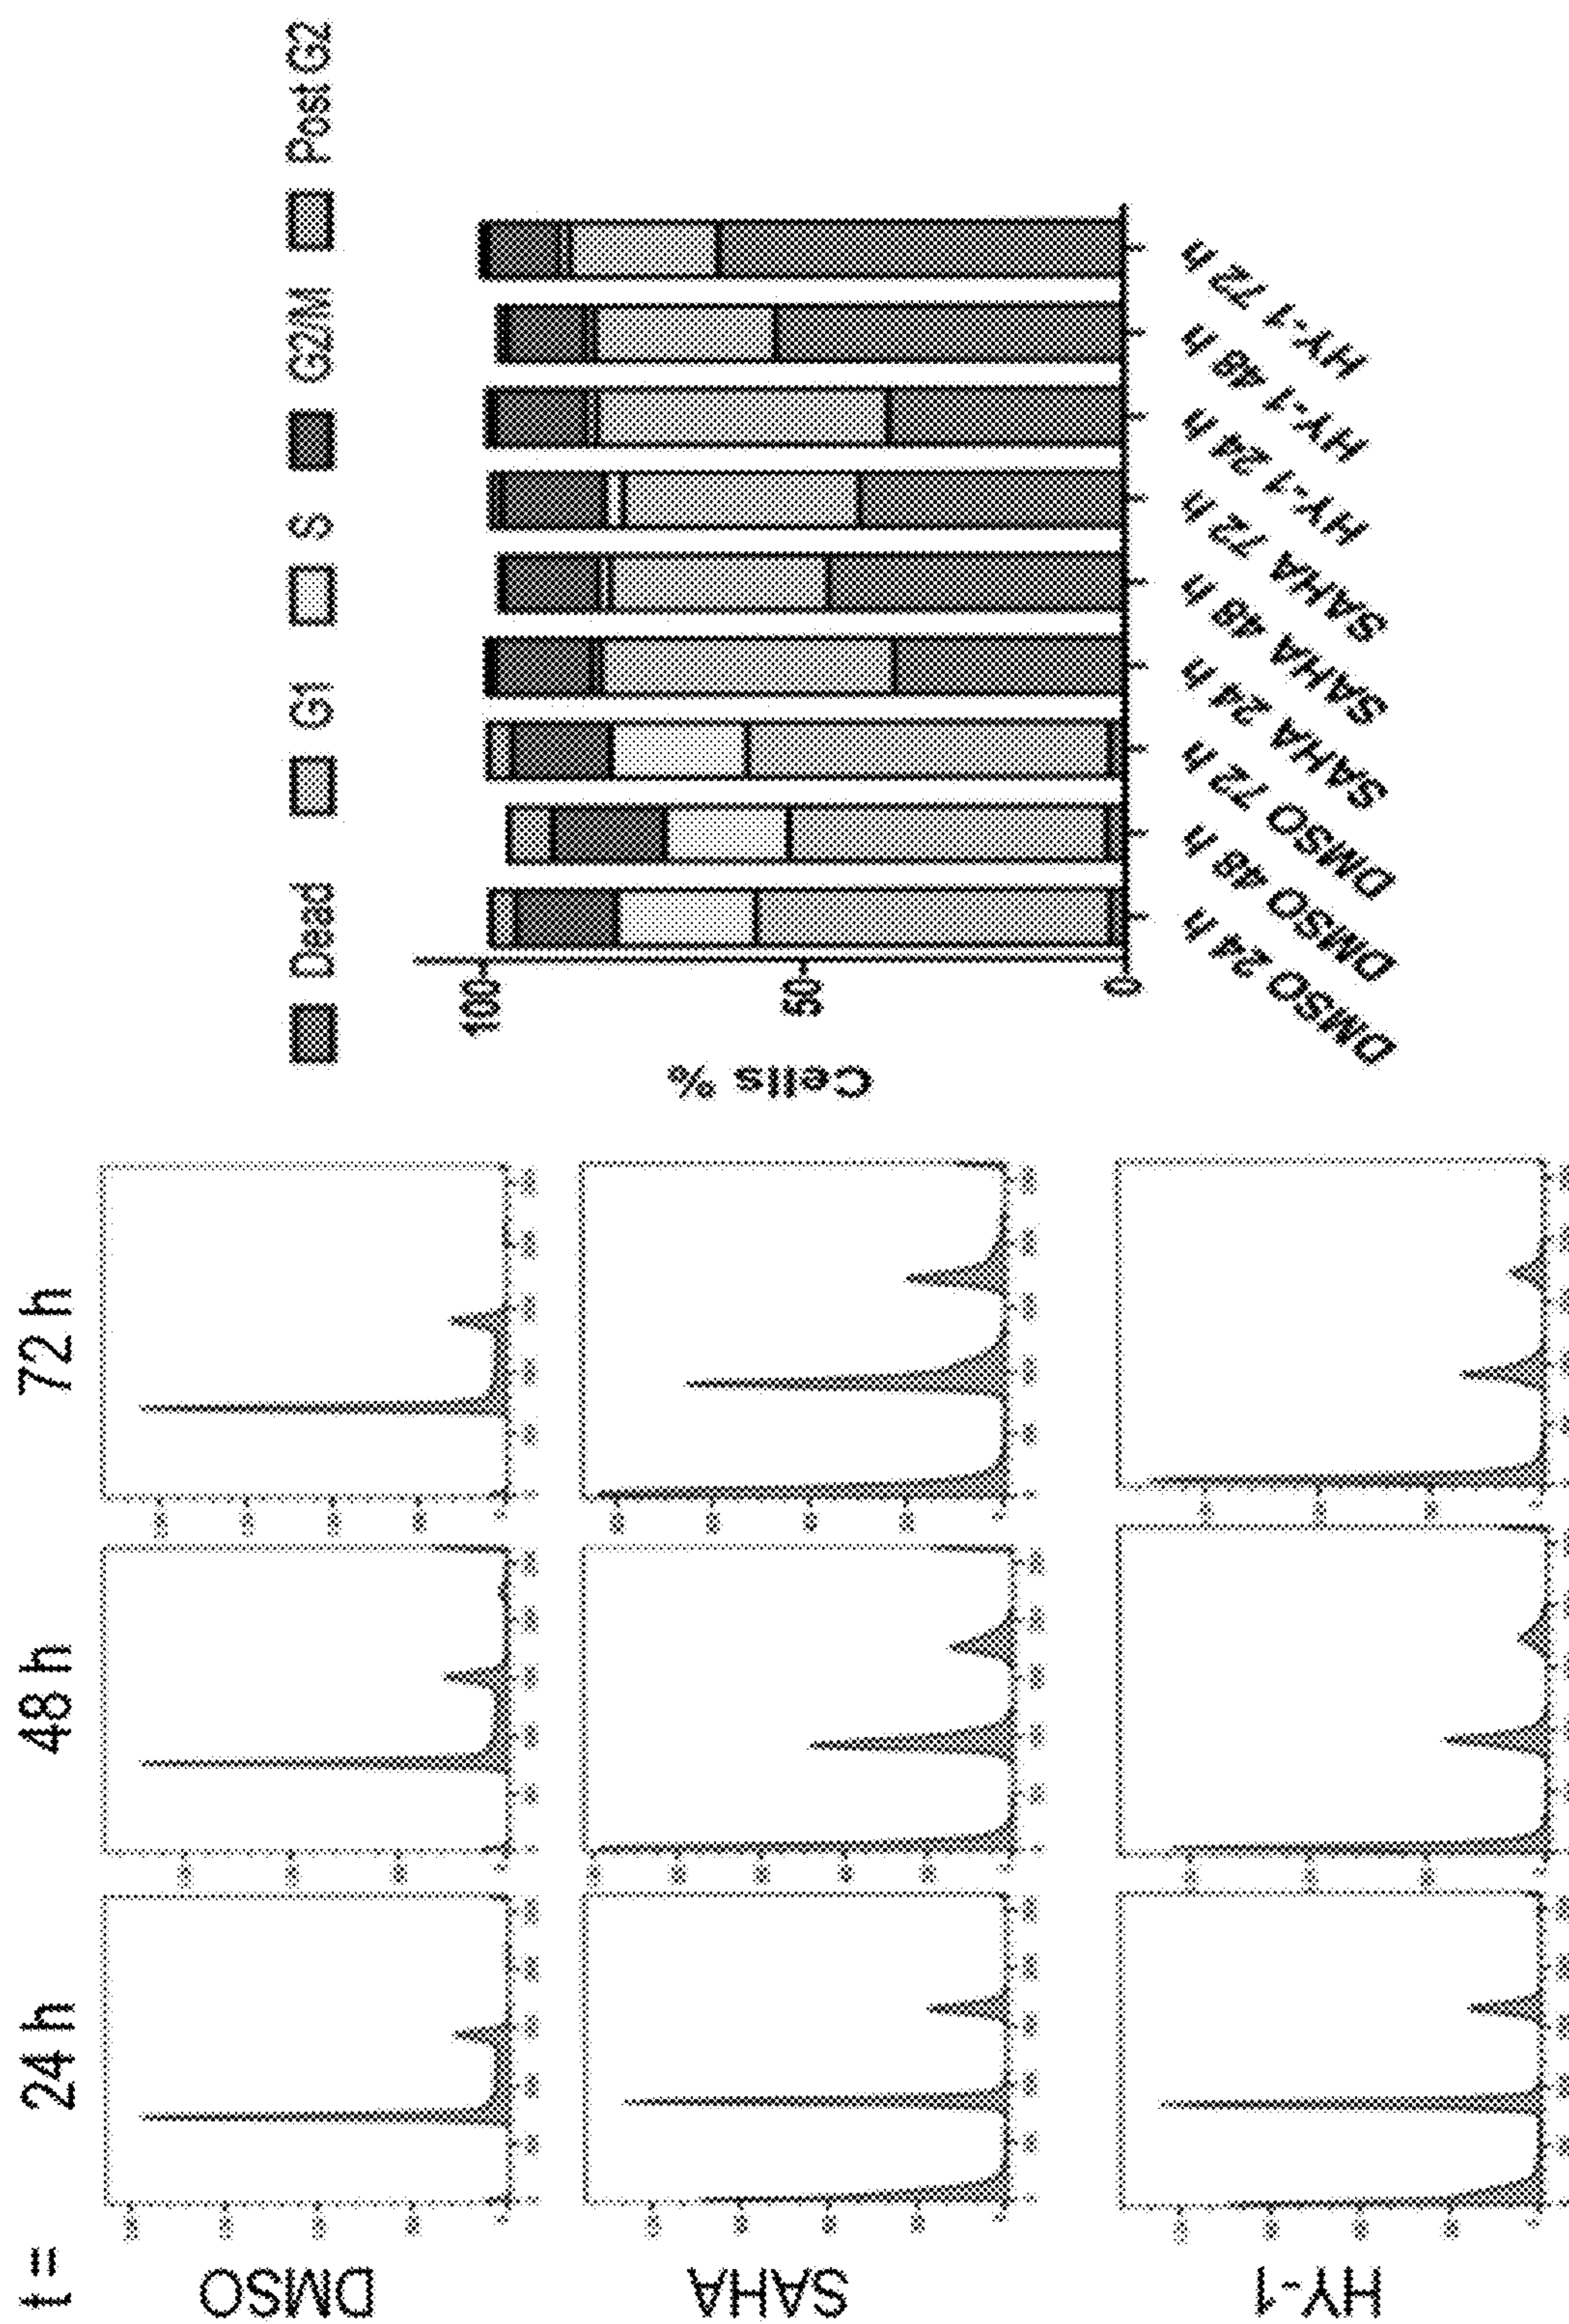 t = 24 h 48 h 72 h
DMSO
SAHA
HY-1
Dead G1 S G2/M Post G2
Cells %
100
50
0
DMSO 24 h
DMSO 48 h
DMSO 72 h
SAHA 24 h
SAHA 48 h
SAHA 72 h
HY-1 24 h
HY-1 48 h
HY-1 72 h